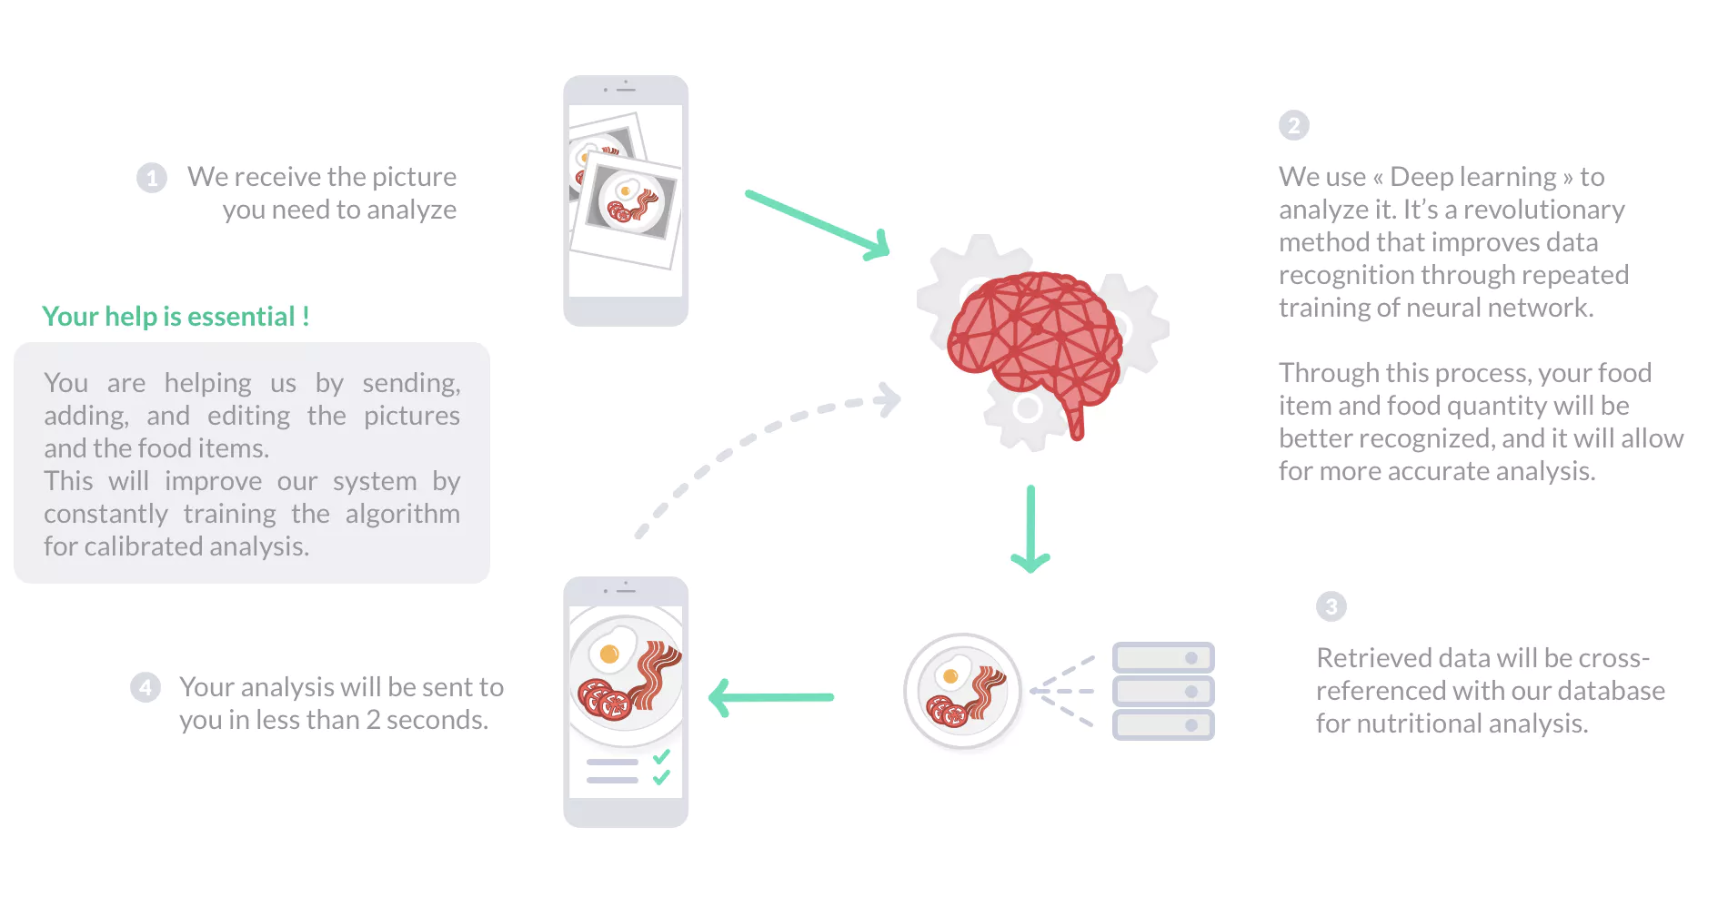 1
We receive the picture
you need to analyze
Your help is essential !
You are helping us by sending,
adding, and editing the pictures
and the food items.
This will improve our system by
constantly training the algorithm
for calibrated analysis.
2
We use « Deep learning » to
analyze it. It’s a revolutionary
method that improves data
recognition through repeated
training of neural network.
Through this process, your food
item and food quantity will be
better recognized, and it will allow
for more accurate analysis.
3
Retrieved data will be cross-
referenced with our database
for nutritional analysis.
4
Your analysis will be sent to
you in less than 2 seconds.